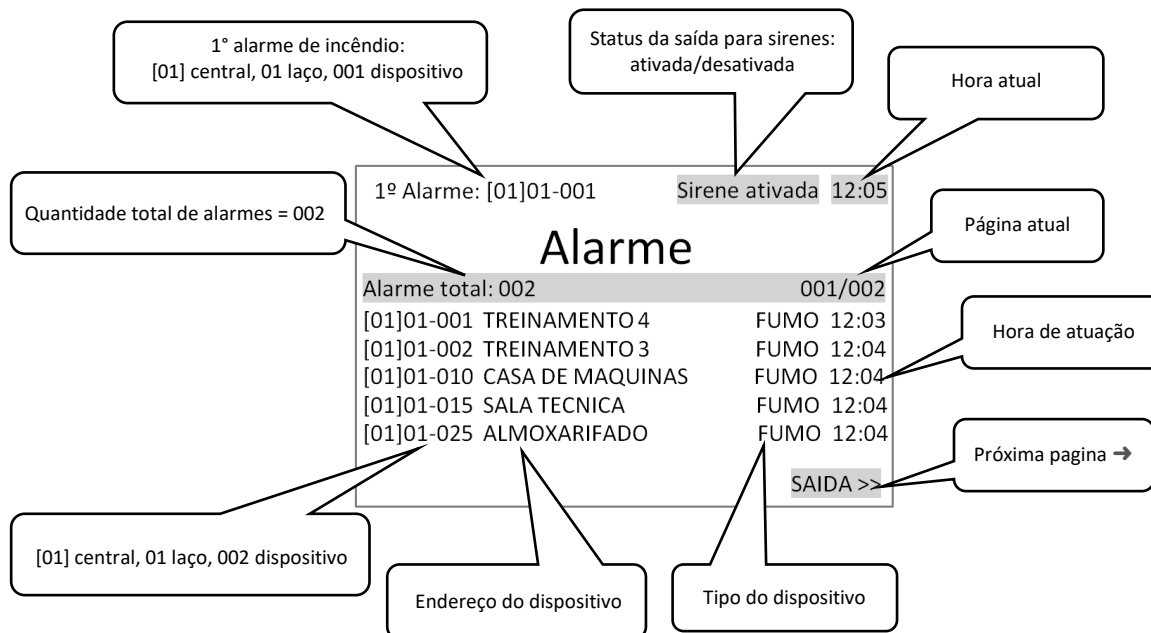 1° alarme de incêndio:
[01] central, 01 laço, 001 dispositivo
Status da saída para sirenes:
ativada/desativada
Hora atual
Quantidade total de alarmes = 002
1º Alarme: [01]01-001 Sirene ativada 12:05
Página atual
Alarme
Alarme total: 002 001/002
[01]01-001 TREINAMENTO 4 FUMO 12:03
[01]01-002 TREINAMENTO 3 FUMO 12:04
[01]01-010 CASA DE MAQUINAS FUMO 12:04
[01]01-015 SALA TECNICA FUMO 12:04
[01]01-025 ALMOXARIFADO FUMO 12:04
Hora de atuação
Próxima pagina ➜
SAIDA >>
[01] central, 01 laço, 002 dispositivo
Endereço do dispositivo
Tipo do dispositivo